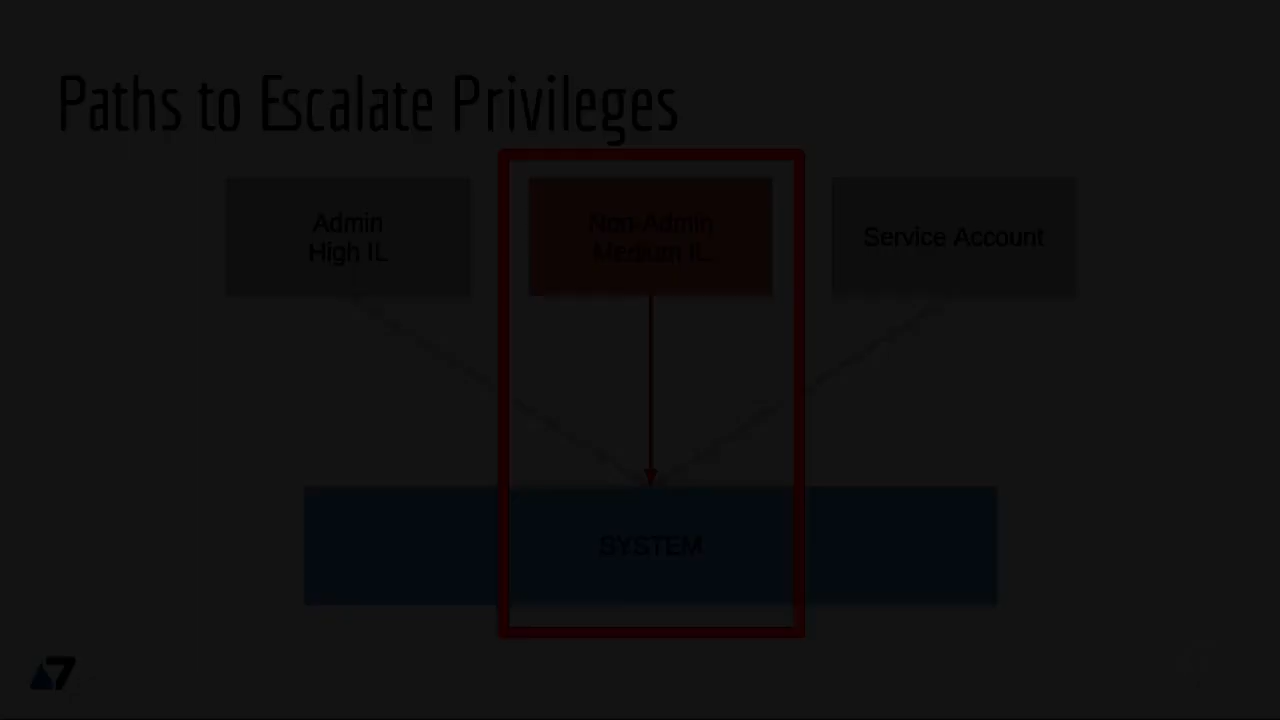 Paths to Escalate Privileges
Admin
High IL
Non-Admin
Medium IL
Service Account
SYSTEM